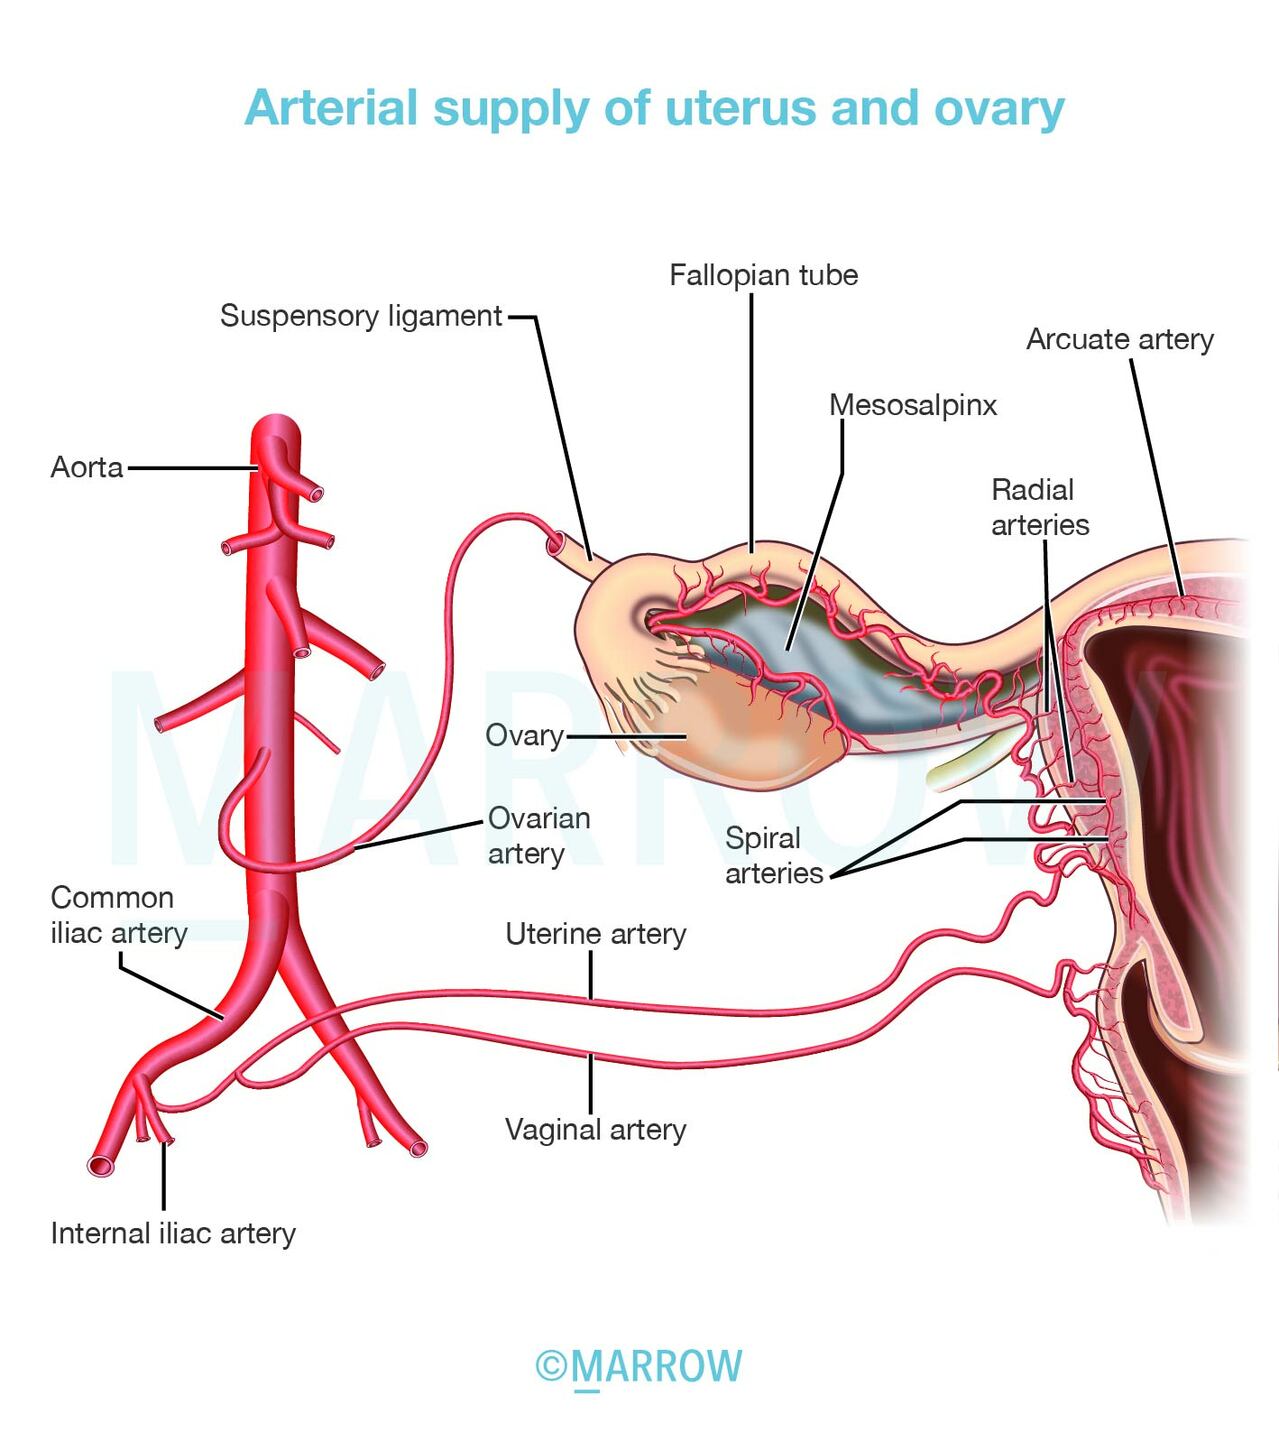 Arterial supply of uterus and ovary
Fallopian tube
Suspensory ligament
Arcuate artery
Mesosalpinx
Aorta
Radial
arteries
MARROW
Ovary
Ovarian
artery
Spiral
arteries
Common
iliac artery
Uterine artery
Vaginal artery
Internal iliac artery
©MARROW